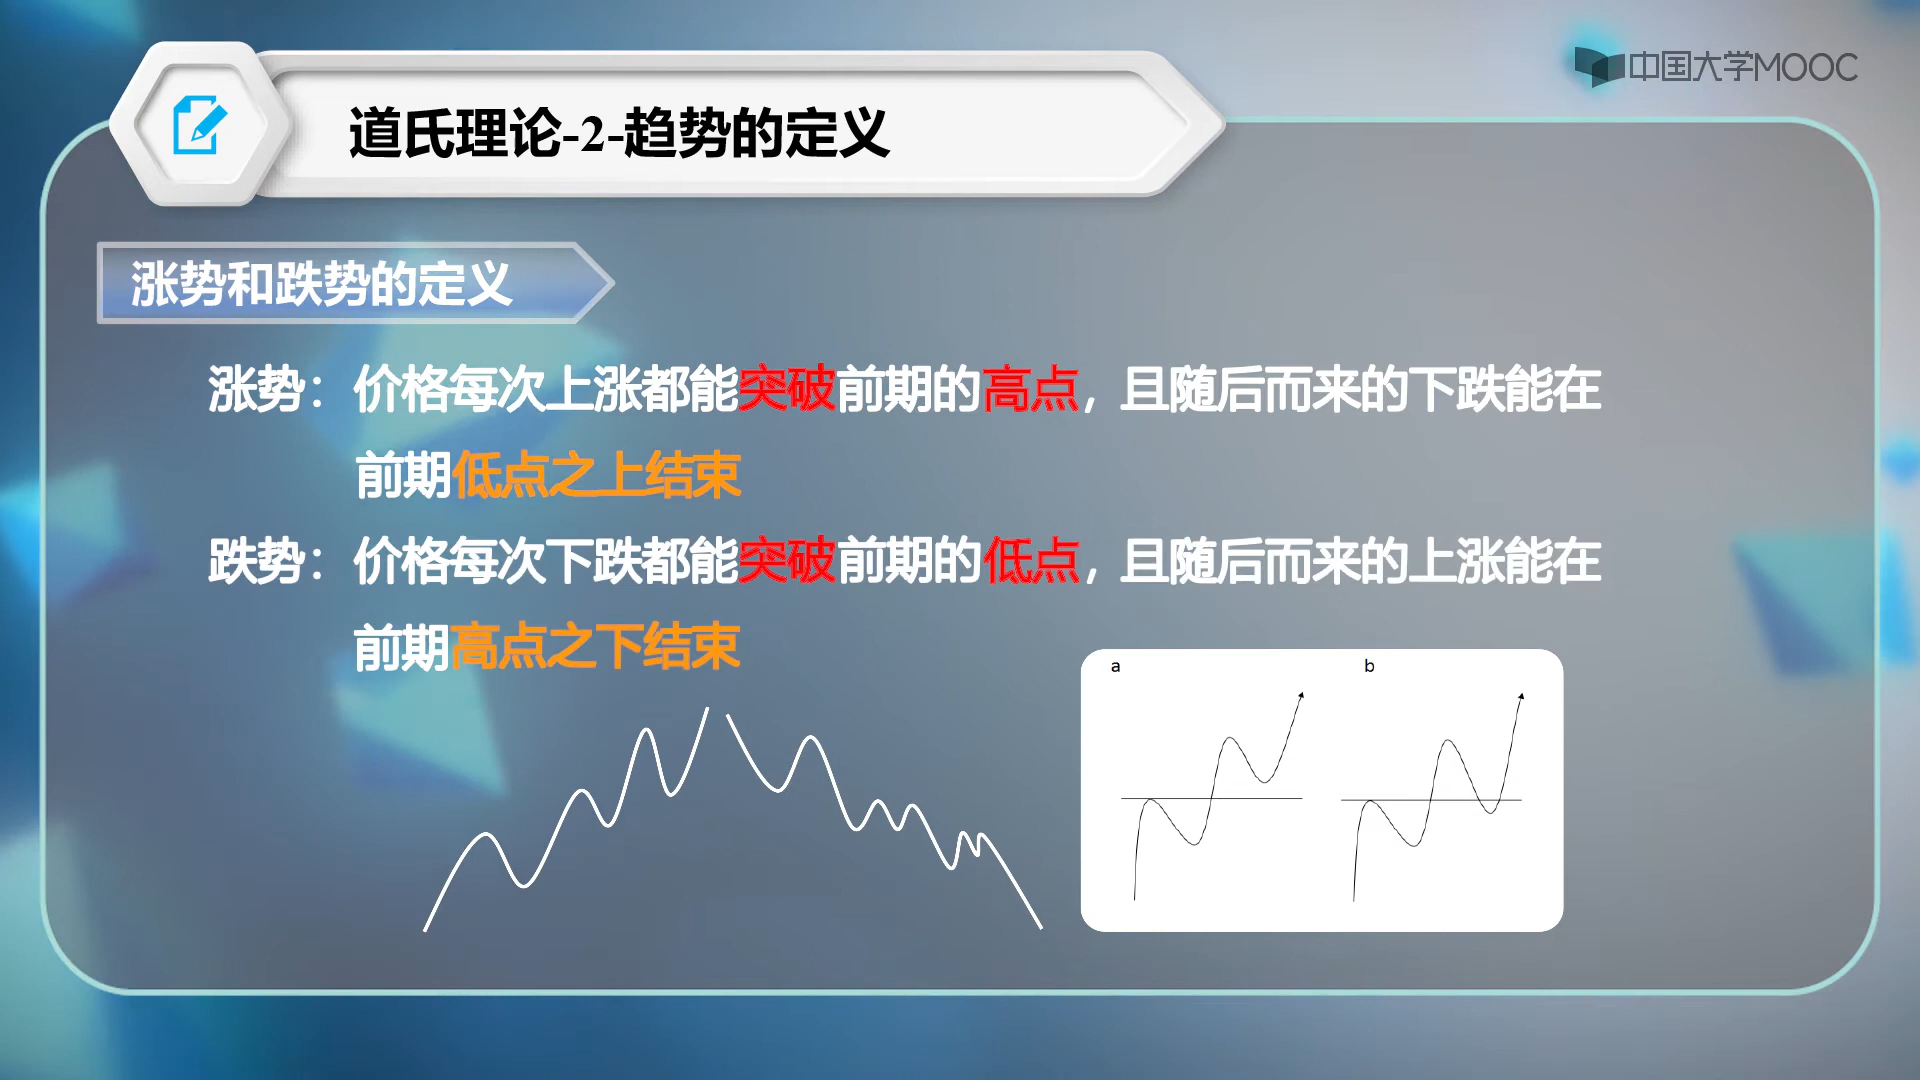 中国大学MOOC
道氏理论-2-趋势的定义
涨势和跌势的定义
涨势：价格每次上涨都能突破前期的高点，且随后而来的下跌能在
前期低点之上结束
跌势：价格每次下跌都能突破前期的低点，且随后而来的上涨能在
前期高点之下结束
a
b